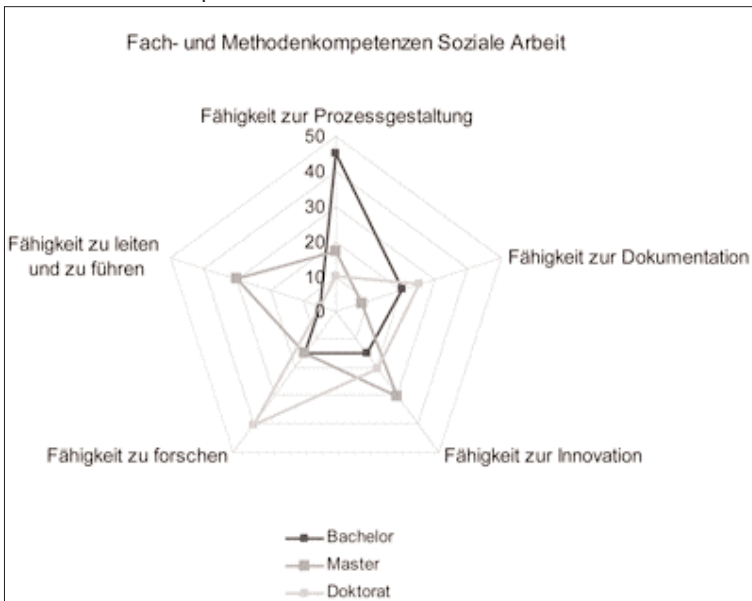 Fach- und Methodenkompetenzen Soziale Arbeit
Fähigkeit zur Prozessgestaltung
50
40
30
20
10
0
Fähigkeit zu leiten
und zu führen
Fähigkeit zur Dokumentation
Fähigkeit zu forschen
Fähigkeit zur Innovation
Bachelor
Master
Doktorat